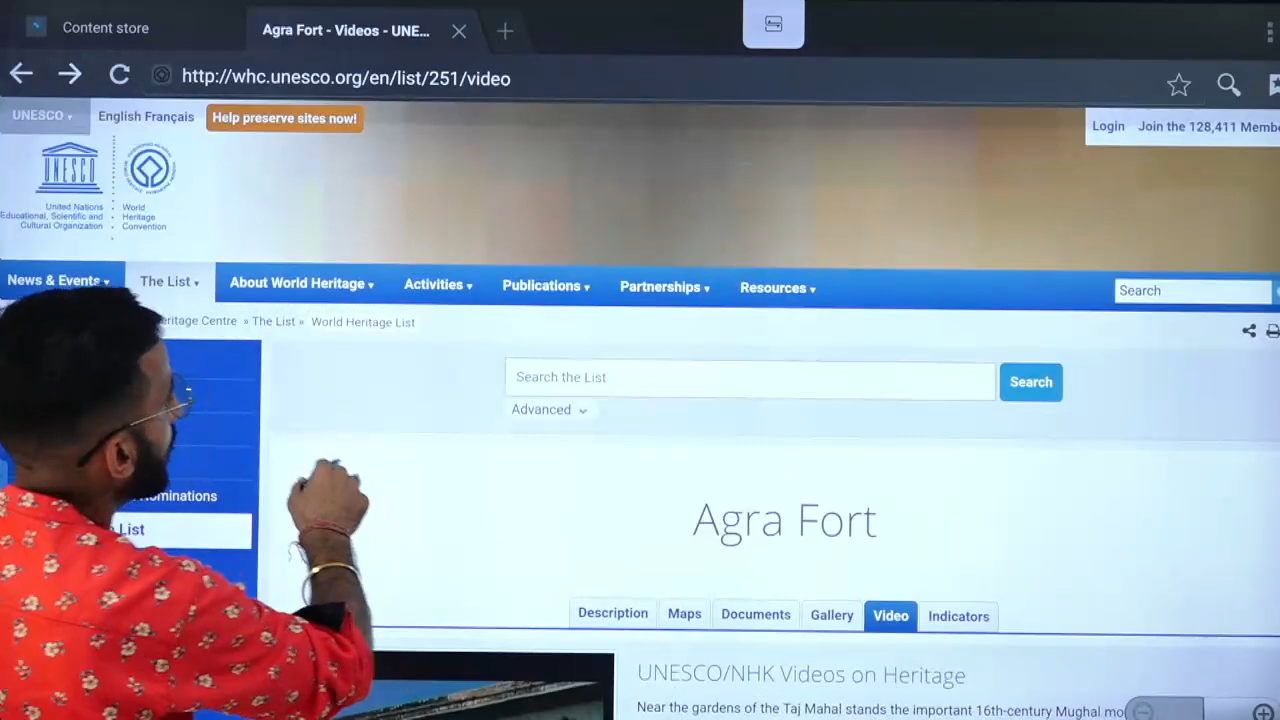 Content store
Agra Fort - Videos - UNE...
http://whc.unesco.org/en/list/251/video
UNESCO
English Français
Help preserve sites now!
Login Join the 128,411 Membe
UNESCO
United Nations
Educational, Scientific and
Cultural Organization
World
Heritage
Convention
News & Events The List About World Heritage Activities Publications Partnerships Resources Search
eritage Centre » The List » World Heritage List
Search the List Search
Advanced
ominations
List
Agra Fort
Description Maps Documents Gallery Video Indicators
UNESCO/NHK Videos on Heritage
Near the gardens of the Taj Mahal stands the important 16th-century Mughal mo